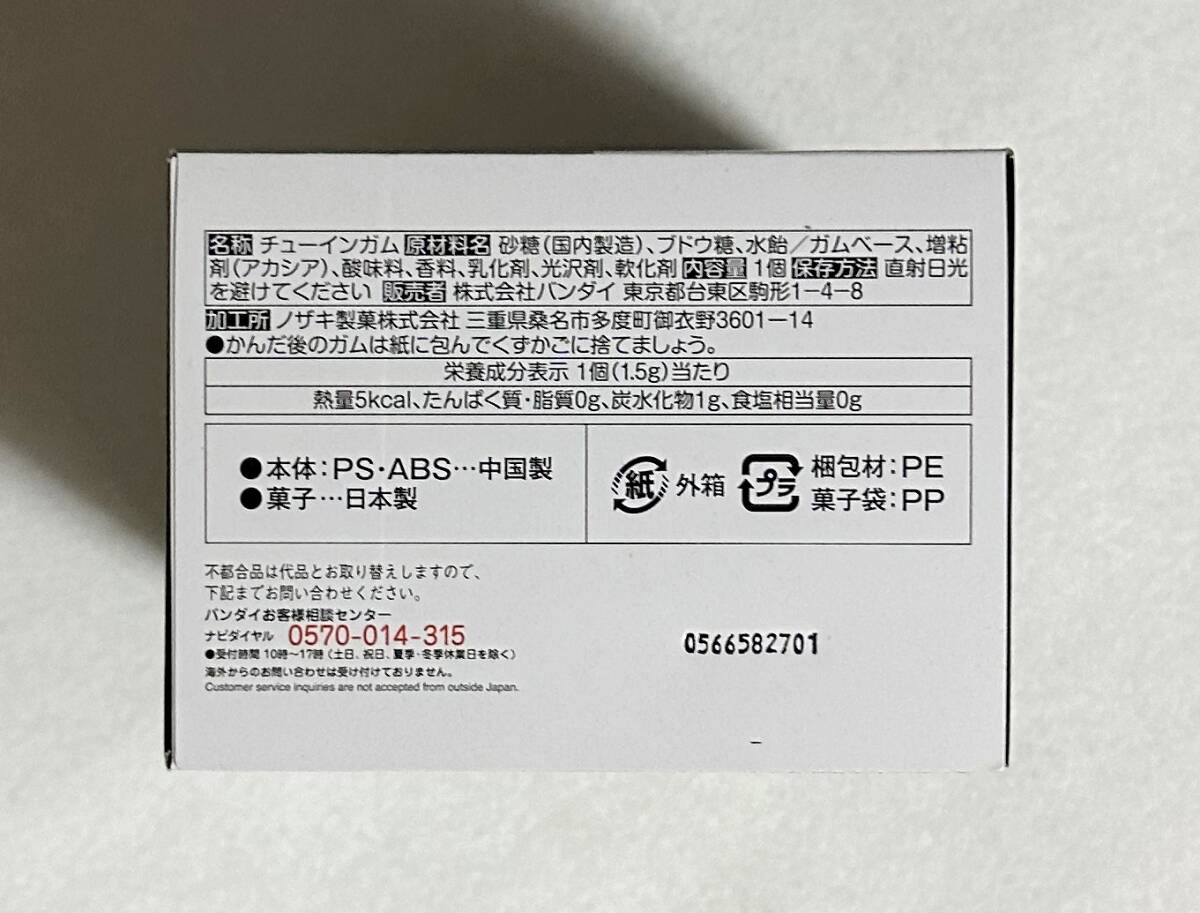 名称 チューインガム 原材料名 砂糖(国内製造)、ブドウ糖、水飴／ガムベース、増粘
剤(アカシア)、酸味料、香料、乳化剤、光沢剤、軟化剤 内容量 1個 保存方法 直射日光
を避けてください 販売者 株式会社バンダイ 東京都台東区駒形1-4-8
加工所 ノザキ製菓株式会社 三重県桑名市多度町御衣野3601-14
●かんだ後のガムは紙に包んでくずかごに捨てましょう。
栄養成分表示 1個(1.5g)当たり
熱量5kcal、たんぱく質・脂質0g、炭水化物1g、食塩相当量0g
●本体：PS・ABS…中国製
●菓子…日本製
紙 外箱
プラ 梱包材：PE
菓子袋：PP
不都合品は代品とお取り替えしますので、
下記までお問い合わせください。
バンダイお客様相談センター
ナビダイヤル 0570-014-315
●受付時間 10時〜17時(土日、祝日、夏季・冬季休業日を除く)
海外からのお問い合わせは受け付けておりません。
Customer service inquiries are not accepted from outside Japan.
0566582701